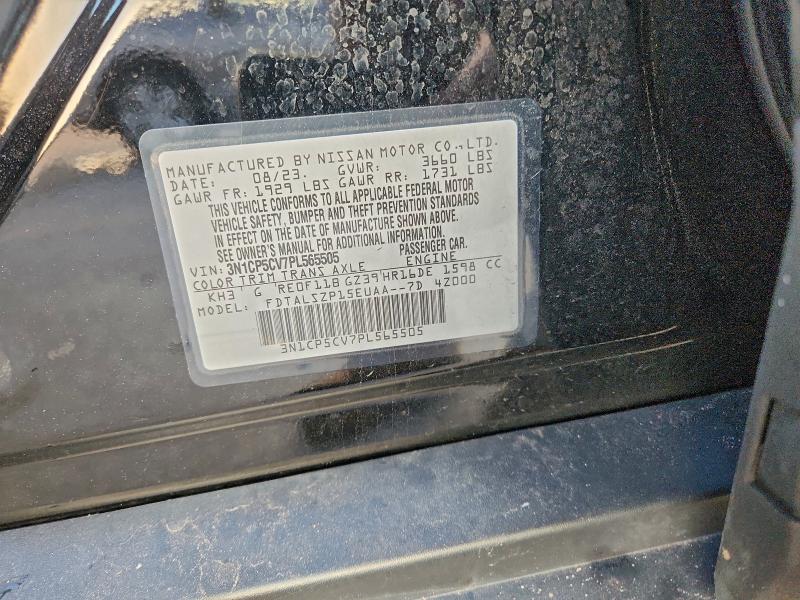 MANUFACTURED BY NISSAN MOTOR CO.,LTD.
DATE: 08/23. GVWR: 3660 LBS
GAWR FR: 1929 LBS GAWR RR: 1731 LBS
THIS VEHICLE CONFORMS TO ALL APPLICABLE FEDERAL MOTOR
VEHICLE SAFETY, BUMPER AND THEFT PREVENTION STANDARDS
IN EFFECT ON THE DATE OF MANUFACTURE SHOWN ABOVE.
SEE OWNER'S MANUAL FOR ADDITIONAL INFORMATION.
VIN: 3N1CP5CV7PL565505 PASSENGER CAR.
COLOR TRIM TRANS AXLE ENGINE
KH3 G RE0F11B GZ39 HR16DE 1598 CC
MODEL: FDTALSZP15EUAA--7D 4Z000
3N1CP5CV7PL565505